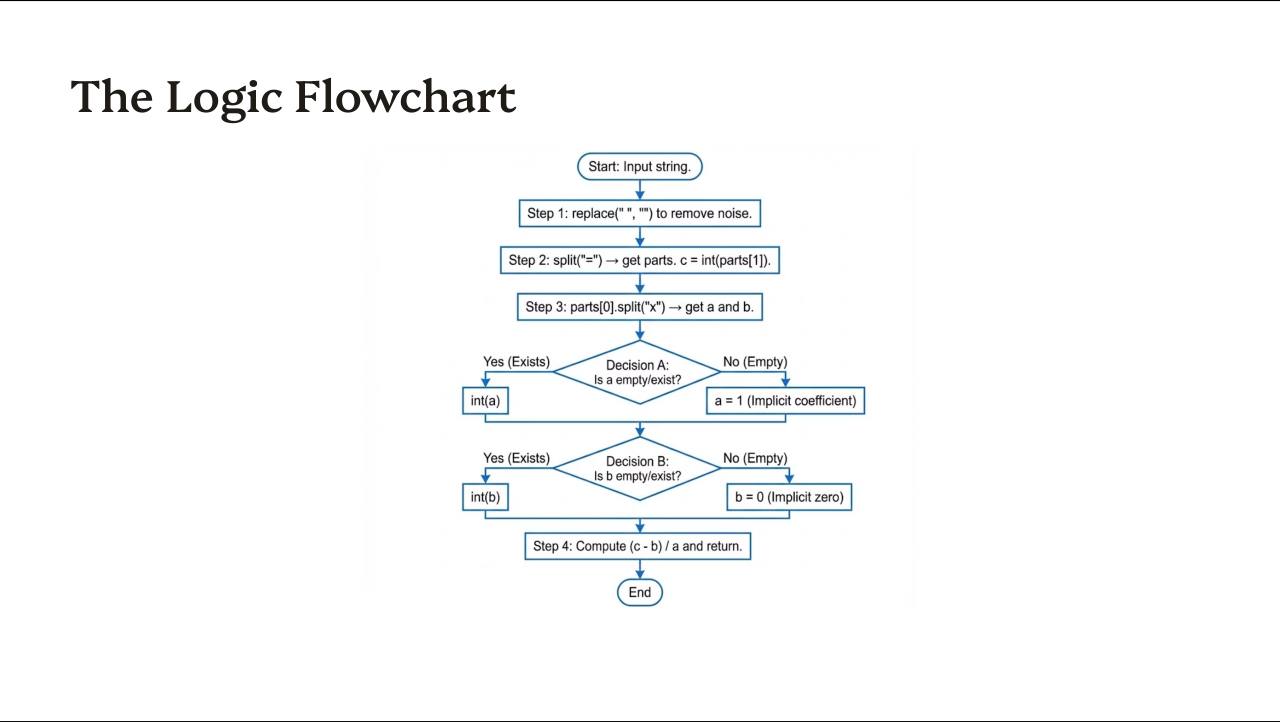 The Logic Flowchart
Start: Input string.
Step 1: replace(" ", "") to remove noise.
Step 2: split("=") → get parts. c = int(parts[1]).
Step 3: parts[0].split("x") → get a and b.
Yes (Exists)
Decision A:
Is a empty/exist?
No (Empty)
int(a)
a = 1 (Implicit coefficient)
Yes (Exists)
Decision B:
Is b empty/exist?
No (Empty)
int(b)
b = 0 (Implicit zero)
Step 4: Compute (c - b) / a and return.
End